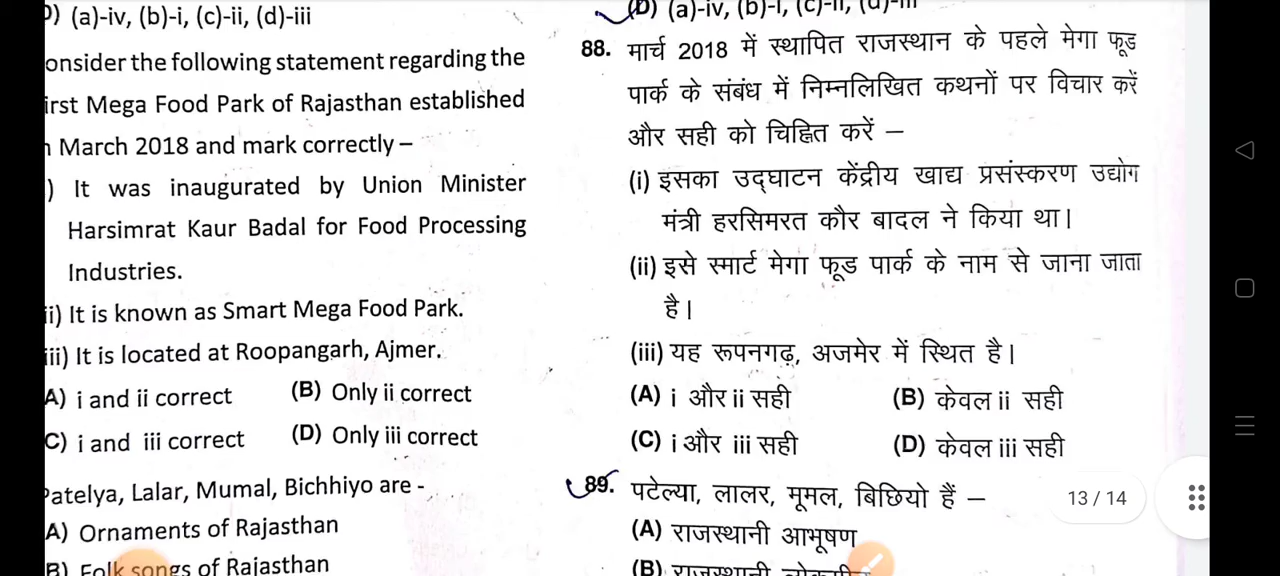 D) (a)-iv, (b)-i, (c)-ii, (d)-iii
onsider the following statement regarding the
irst Mega Food Park of Rajasthan established
n March 2018 and mark correctly –
) It was inaugurated by Union Minister
Harsimrat Kaur Badal for Food Processing
Industries.
ii) It is known as Smart Mega Food Park.
iii) It is located at Roopangarh, Ajmer.
A) i and ii correct (B) Only ii correct
C) i and iii correct (D) Only iii correct
Patelya, Lalar, Mumal, Bichhiyo are -
A) Ornaments of Rajasthan
B) Folk songs of Rajasthan
(D) (a)-iv, (b)-i, (c)-ii, (d)-iii
88. मार्च 2018 में स्थापित राजस्थान के पहले मेगा फूड
पार्क के संबंध में निम्नलिखित कथनों पर विचार करें
और सही को चिह्नित करें –
(i) इसका उद्घाटन केंद्रीय खाद्य प्रसंस्करण उद्योग
मंत्री हरसिमरत कौर बादल ने किया था।
(ii) इसे स्मार्ट मेगा फूड पार्क के नाम से जाना जाता
है।
(iii) यह रूपनगढ़, अजमेर में स्थित है।
(A) i और ii सही (B) केवल ii सही
(C) i और iii सही (D) केवल iii सही
89. पटेल्या, लालर, मूमल, बिछियो हैं –
(A) राजस्थानी आभूषण
(B) राजस्थानी लोकगीत
13 / 14